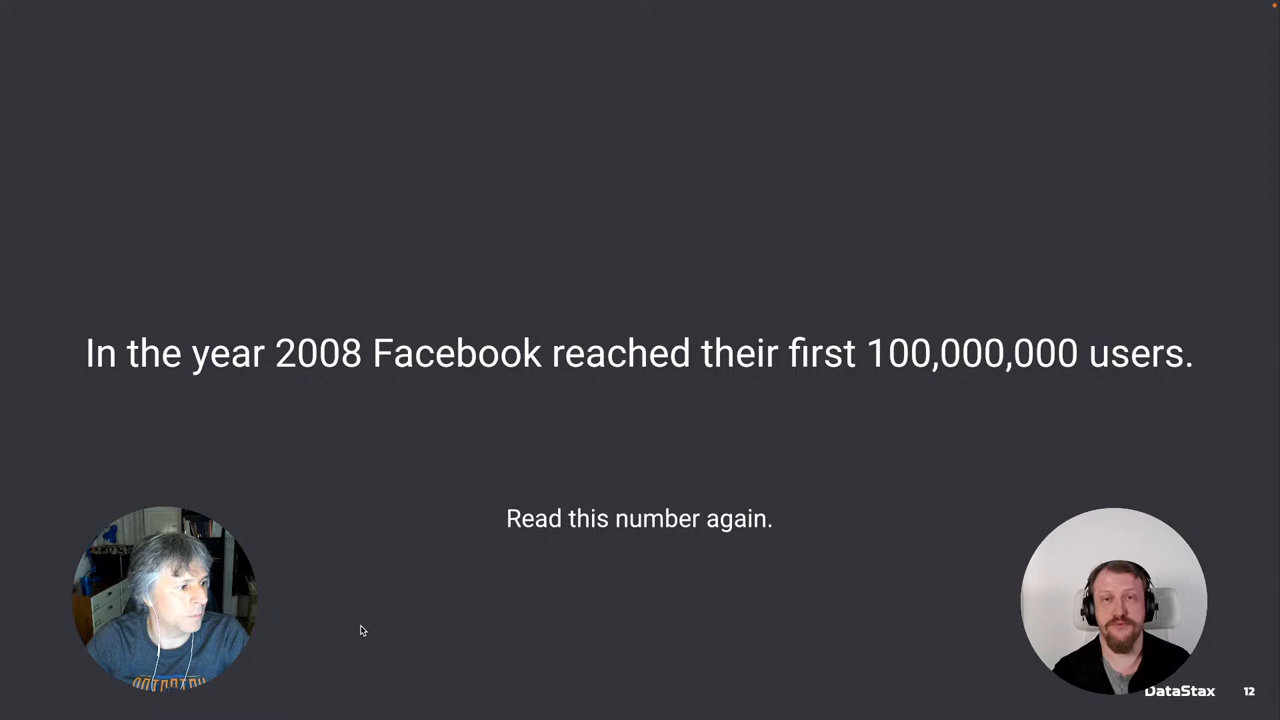 In the year 2008 Facebook reached their first 100,000,000 users.
Read this number again.
DataStax 12